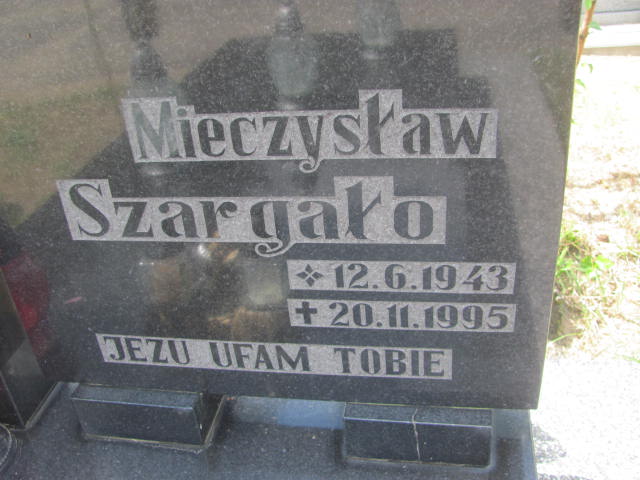 Mieczysław
Szargało
❖ 12.6.1943
✝ 20.11.1995
JEZU UFAM TOBIE